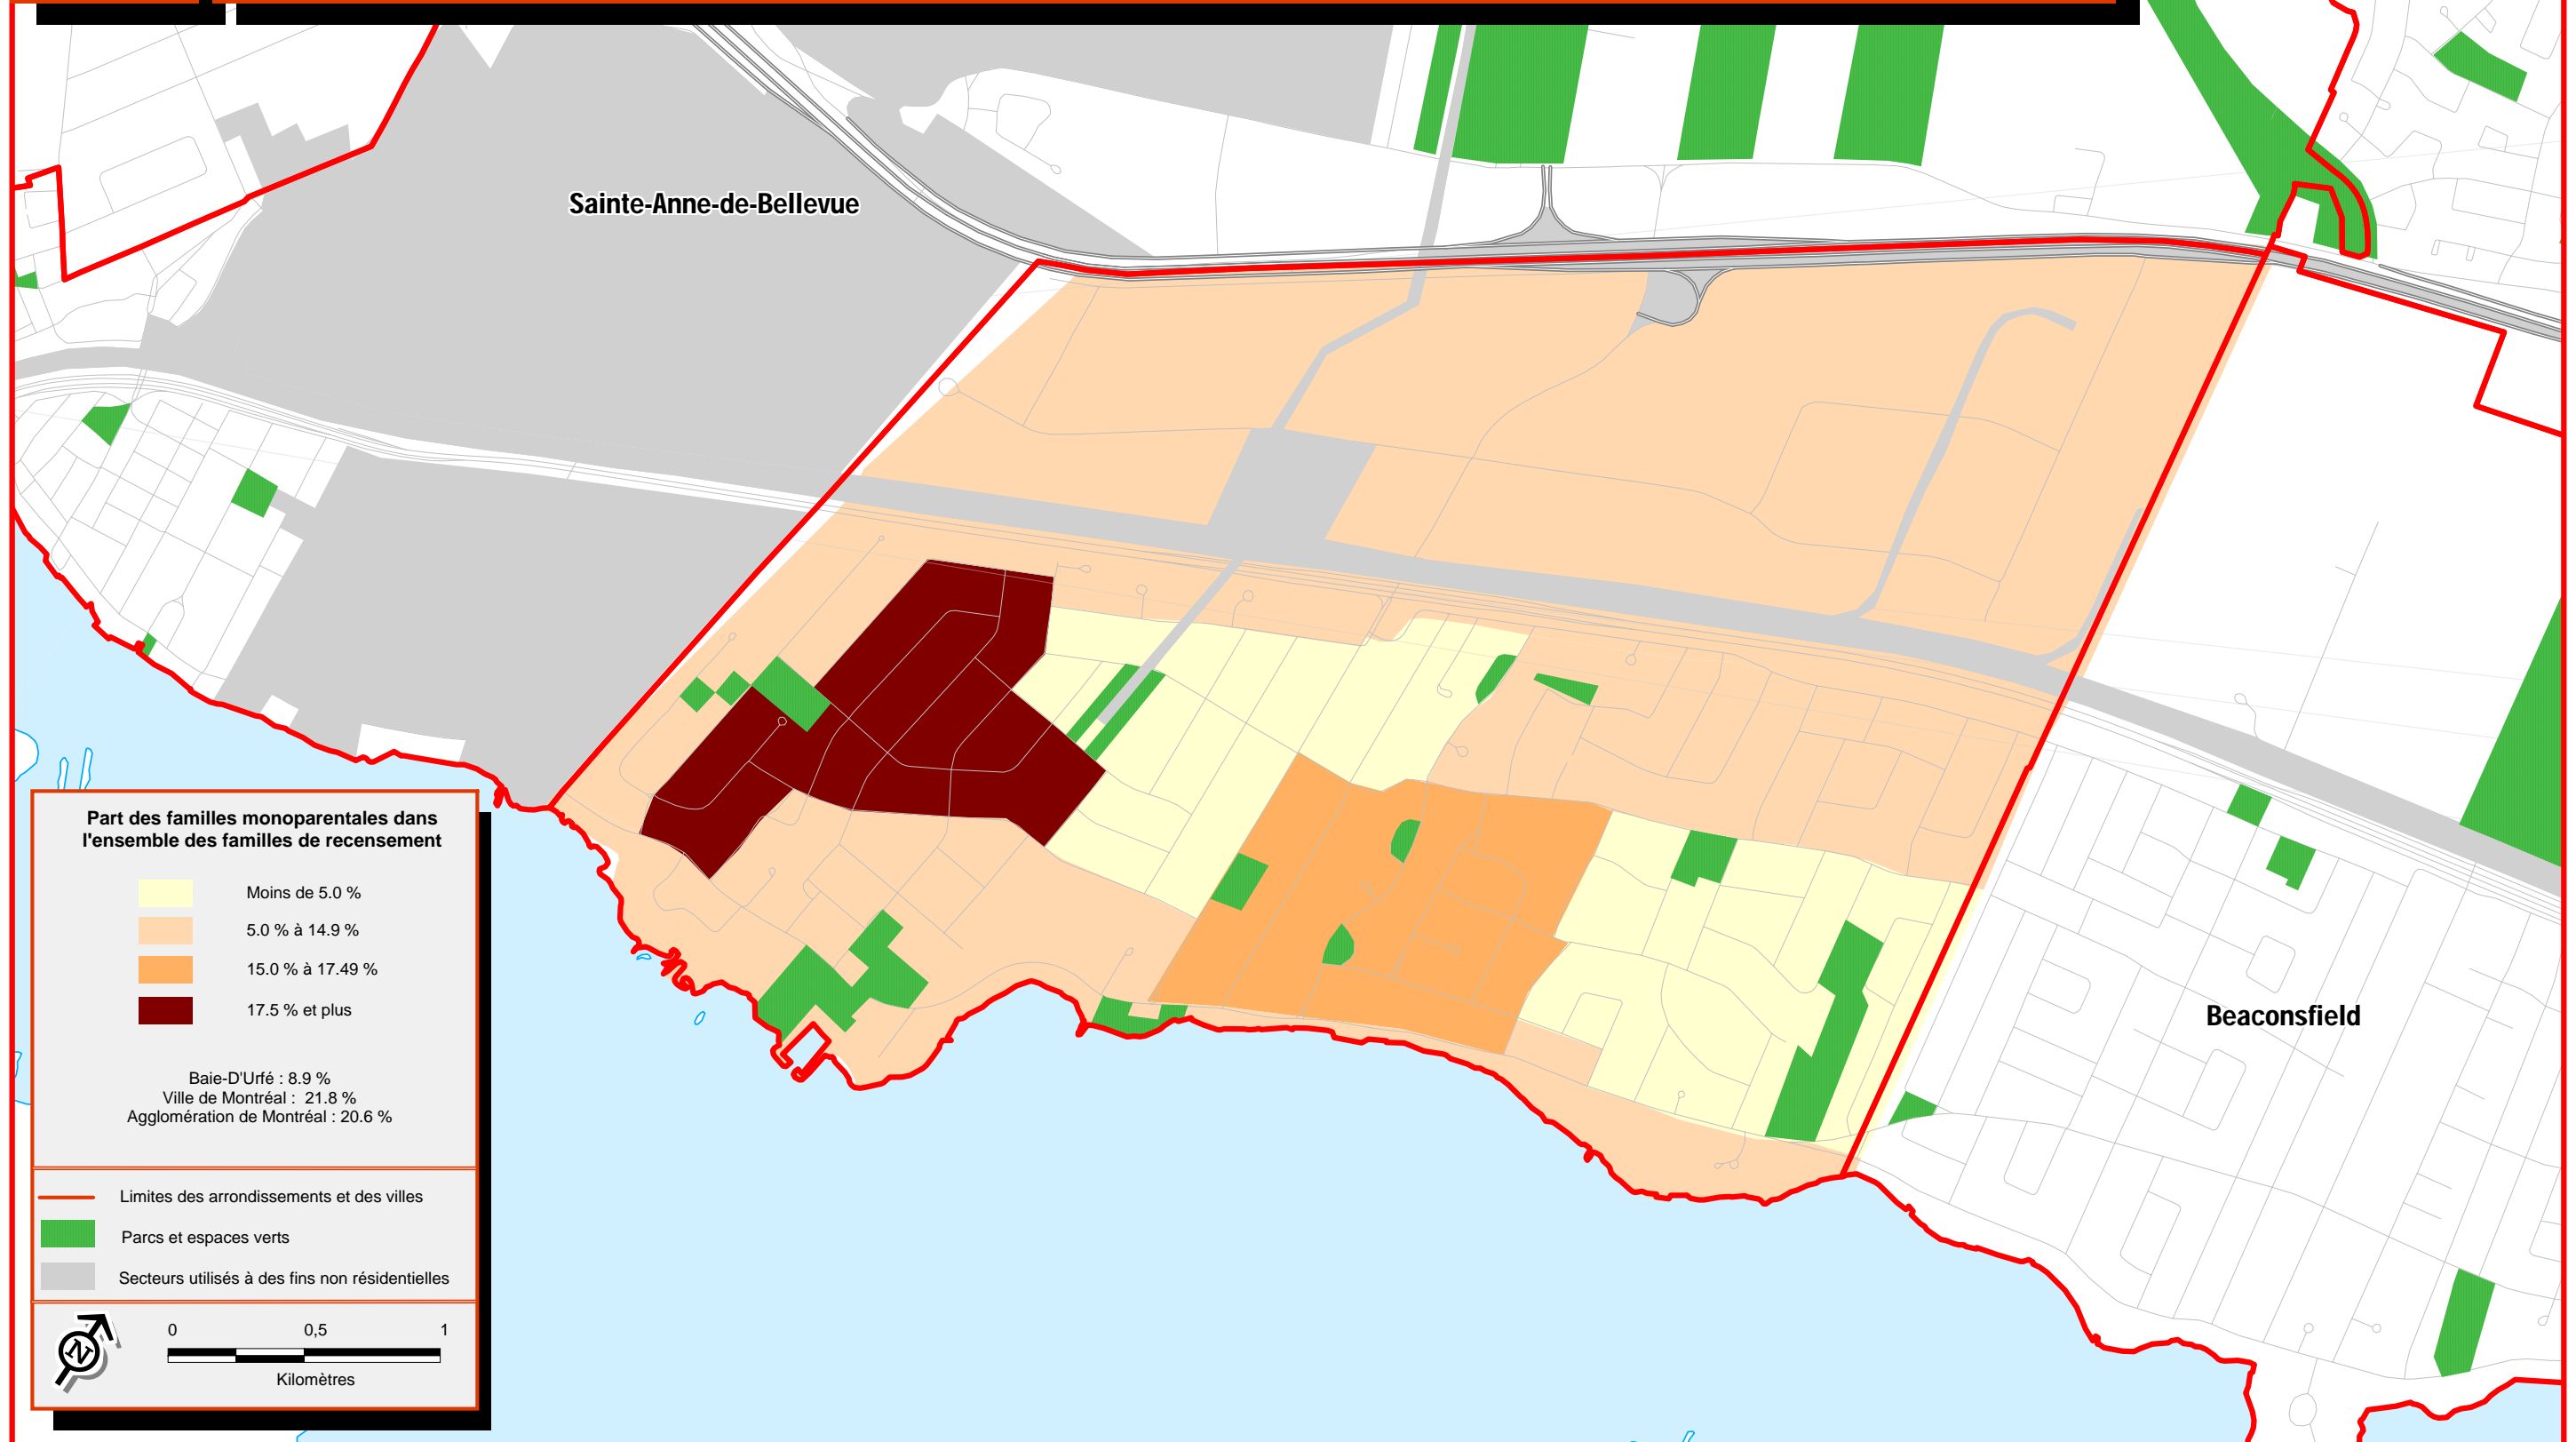 Sainte-Anne-de-Bellevue
Part des familles monoparentales dans
l'ensemble des familles de recensement
Moins de 5.0 %
5.0 % à 14.9 %
15.0 % à 17.49 %
17.5 % et plus
Baie-D'Urfé : 8.9 %
Ville de Montréal : 21.8 %
Agglomération de Montréal : 20.6 %
Beaconsfield
Limites des arrondissements et des villes
Parcs et espaces verts
Secteurs utilisés à des fins non résidentielles
N
0 0,5 1
Kilomètres